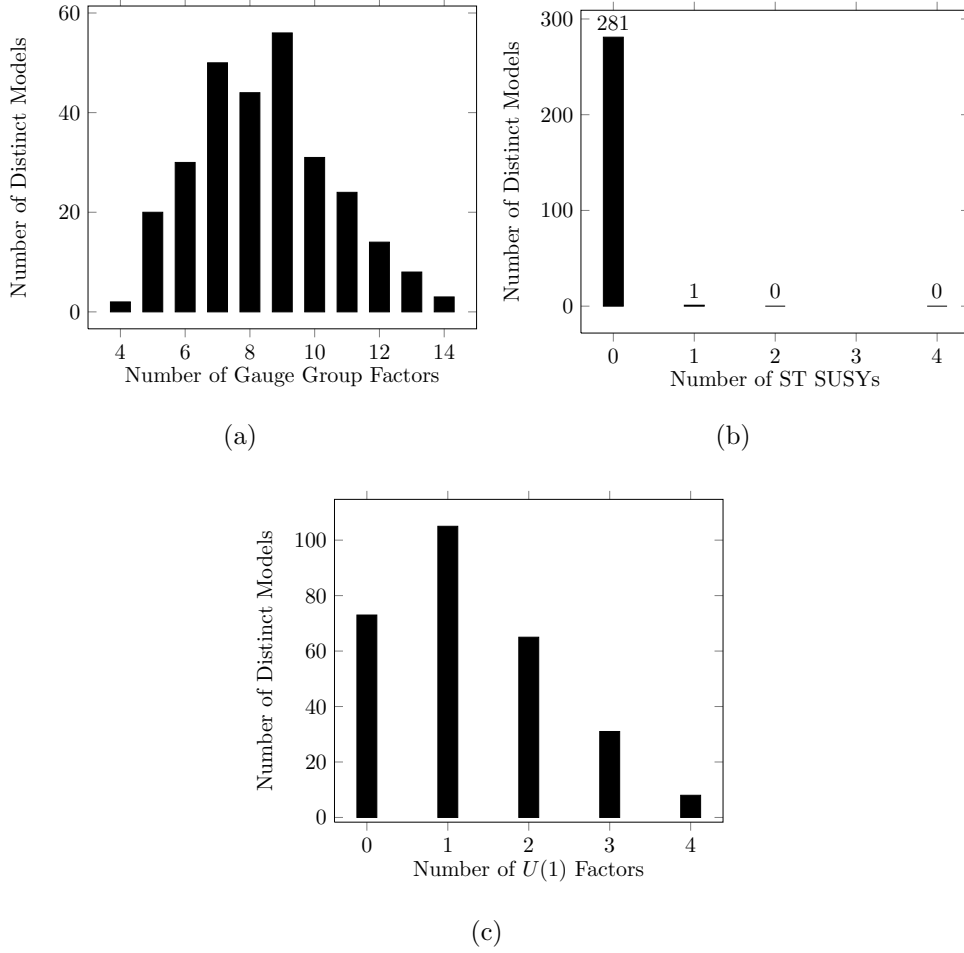 Number of Distinct Models
60
40
20
0
4 6 8 10 12 14
Number of Gauge Group Factors
(a)
Number of Distinct Models
300
200
100
0
281
1
0
0
0 1 2 3 4
Number of ST SUSYs
(b)
Number of Distinct Models
100
80
60
40
20
0
0 1 2 3 4
Number of U(1) Factors
(c)